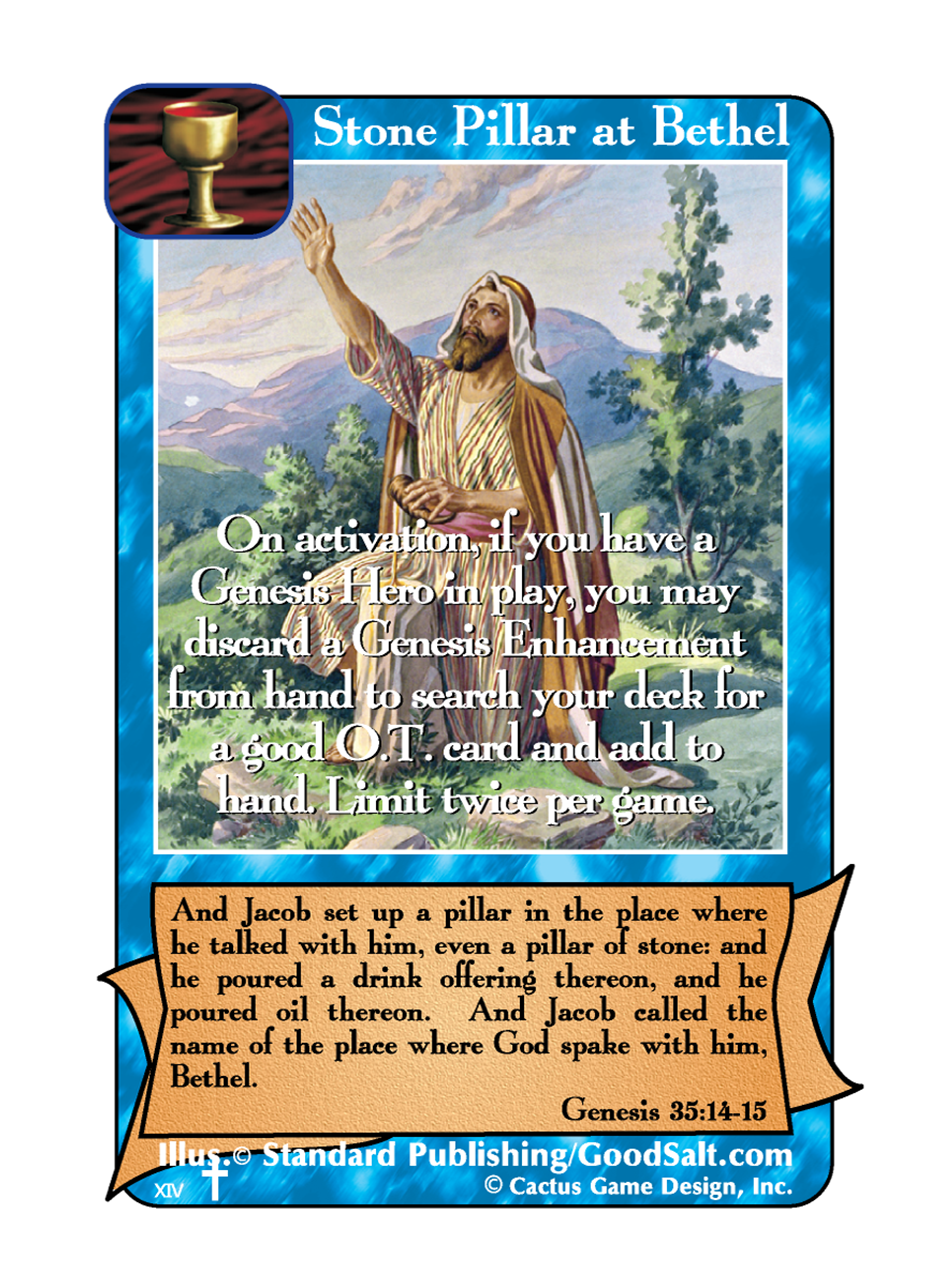 Stone Pillar at Bethel
On activation, if you have a
Genesis Hero in play, you may
discard a Genesis Enhancement
from hand to search your deck for
a good O.T. card and add to
hand. Limit twice per game.
And Jacob set up a pillar in the place where
he talked with him, even a pillar of stone: and
he poured a drink offering thereon, and he
poured oil thereon. And Jacob called the
name of the place where God spake with him,
Bethel.
Genesis 35:14-15
Illus.© Standard Publishing/GoodSalt.com
XIV
© Cactus Game Design, Inc.